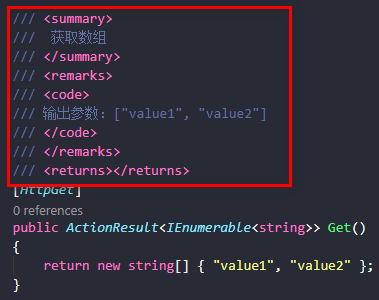 /// <summary>
///  获取数组
/// </summary>
/// <remarks>
/// <code>
/// 输出参数：["value1", "value2"]
/// </code>
/// </remarks>
/// <returns></returns>
[HttpGet]
0 references
public ActionResult<IEnumerable<string>> Get()
{
    return new string[] { "value1", "value2" };
}